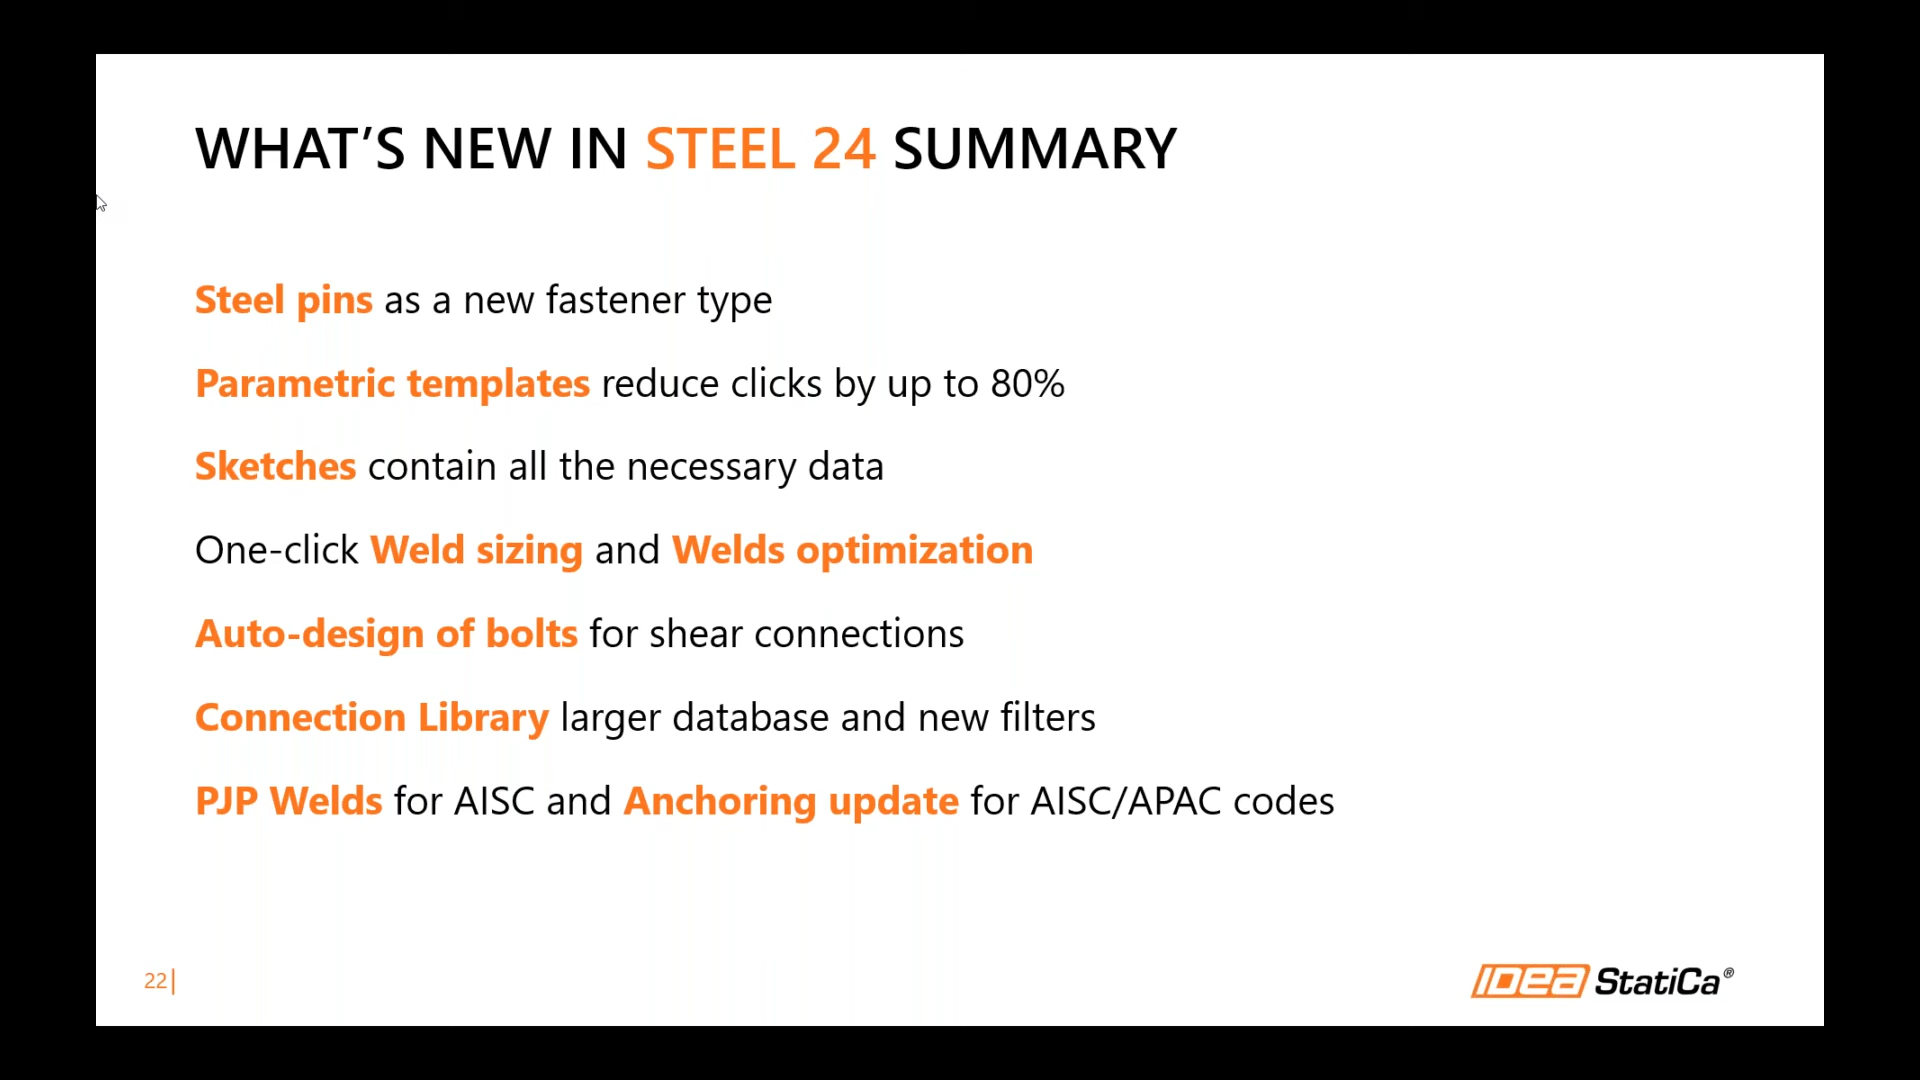 WHAT’S NEW IN STEEL 24 SUMMARY
Steel pins as a new fastener type
Parametric templates reduce clicks by up to 80%
Sketches contain all the necessary data
One-click Weld sizing and Welds optimization
Auto-design of bolts for shear connections
Connection Library larger database and new filters
PJP Welds for AISC and Anchoring update for AISC/APAC codes
22|
IDEA StatiCa®